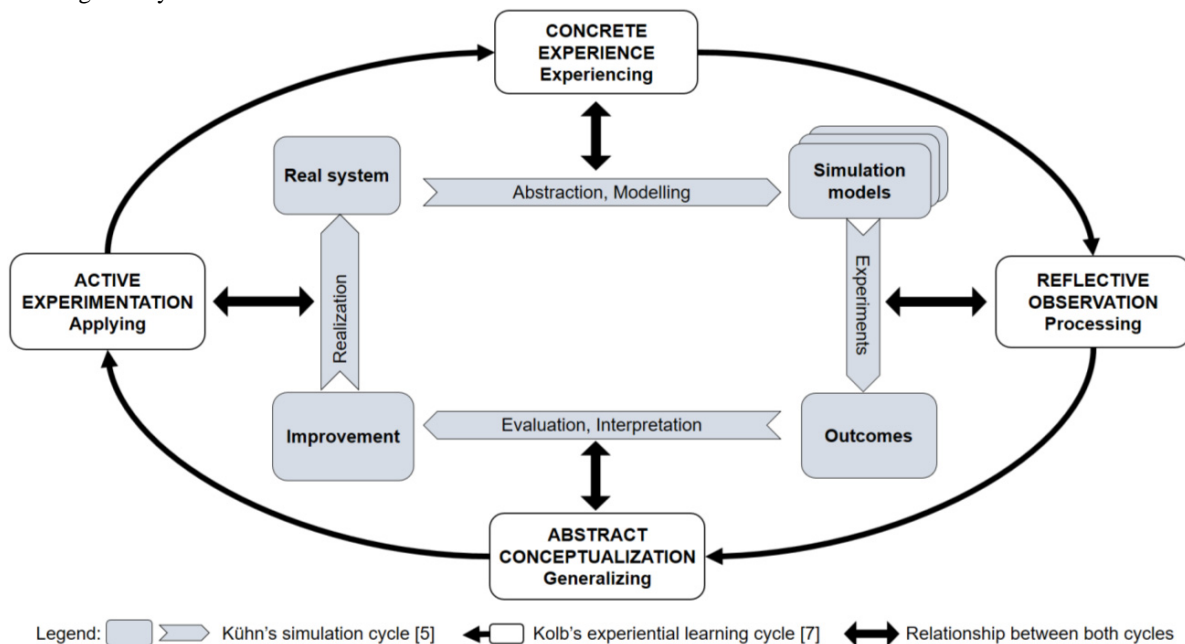 CONCRETE
EXPERIENCE
Experiencing
Real system
Abstraction, Modelling
Simulation
models
ACTIVE
EXPERIMENTATION
Applying
Realization
Experiments
REFLECTIVE
OBSERVATION
Processing
Improvement
Evaluation, Interpretation
Outcomes
ABSTRACT
CONCEPTUALIZATION
Generalizing
Legend: Kühn's simulation cycle [5] Kolb's experiential learning cycle [7] Relationship between both cycles